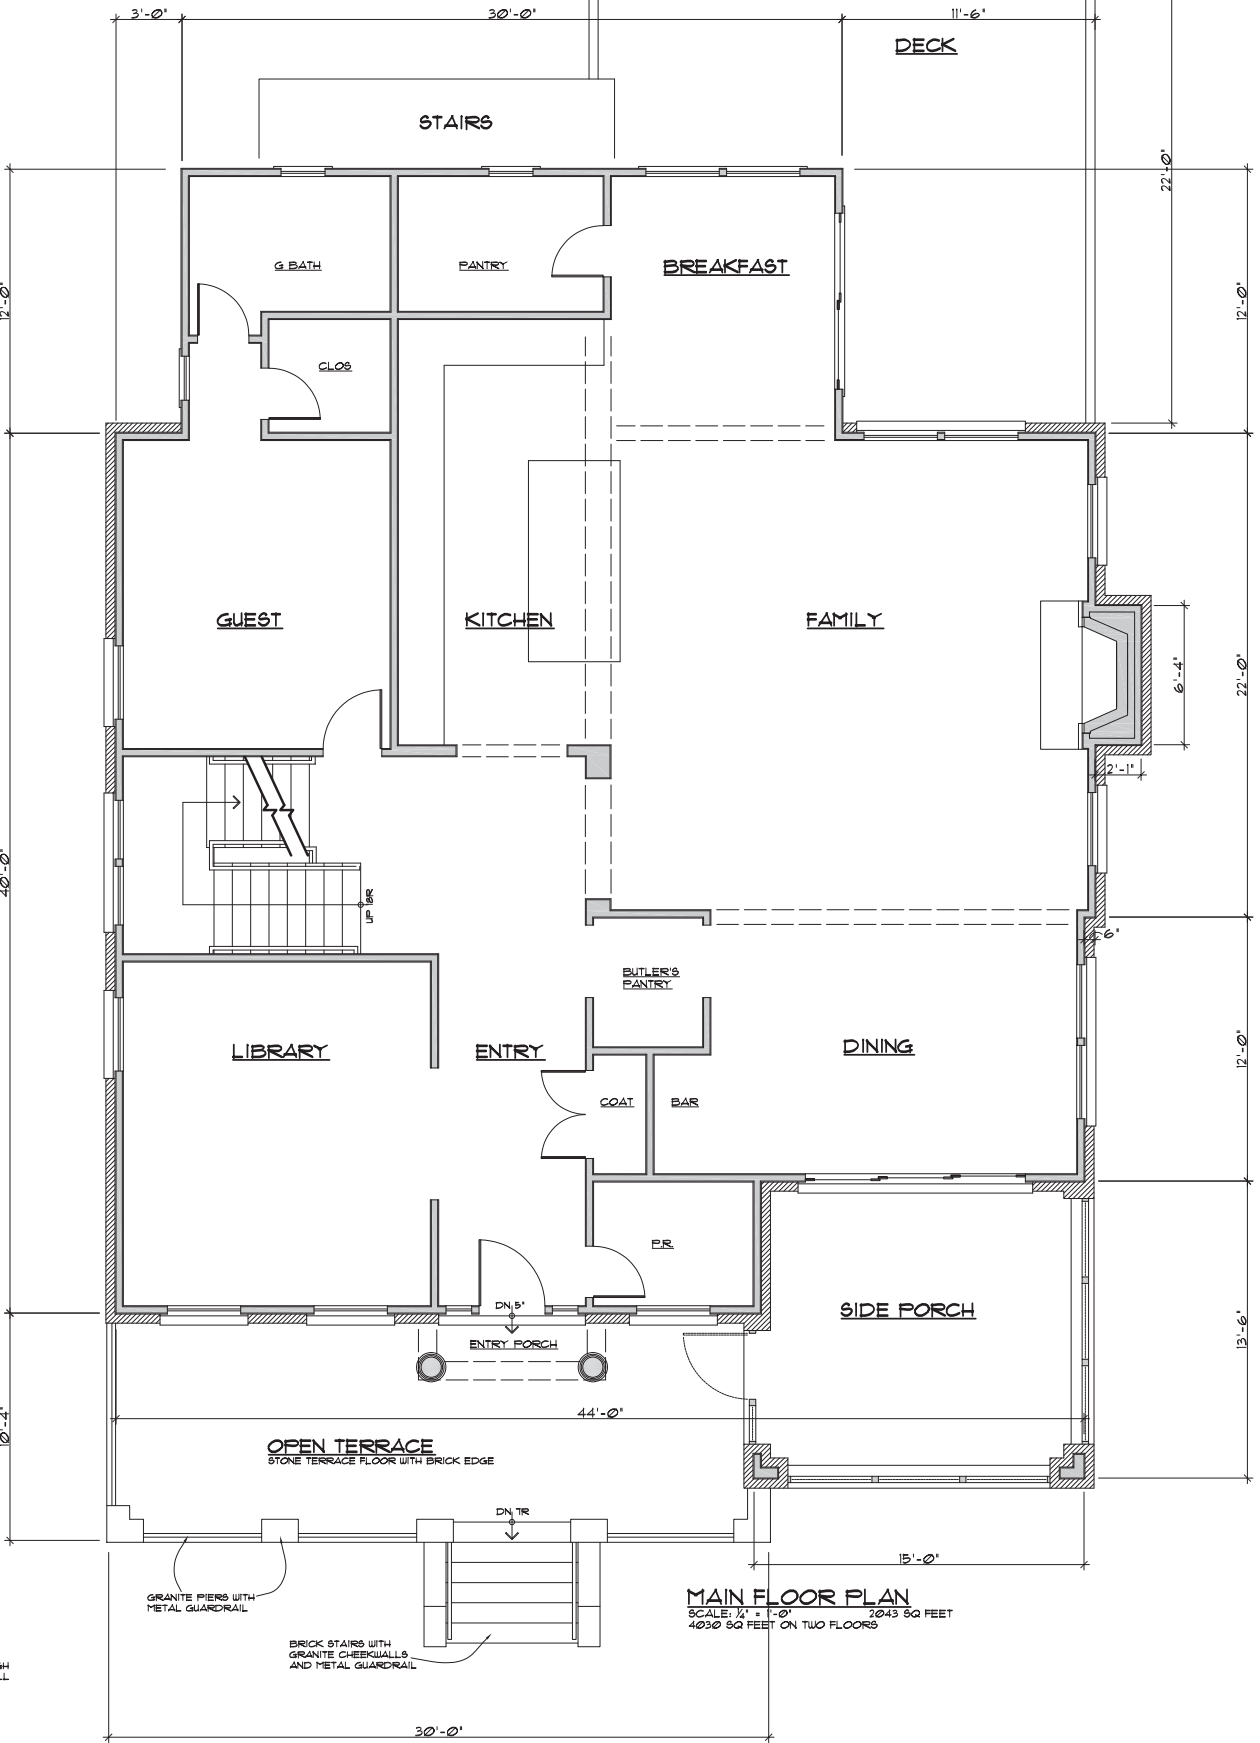 3'-0"
30'-0"
11'-6"
DECK
STAIRS
22'-0"
12'-0"
G BATH
PANTRY
BREAKFAST
12'-0"
CLOS
GUEST
KITCHEN
FAMILY
6'-4"
22'-0"
2'-1"
40'-0"
UP 18R
6"
BUTLER'S
PANTRY
LIBRARY
ENTRY
DINING
12'-0"
COAT
BAR
P.R.
DN 5"
ENTRY PORCH
SIDE PORCH
13'-6"
44'-0"
OPEN TERRACE
STONE TERRACE FLOOR WITH BRICK EDGE
DN 7R
15'-0"
GRANITE PIERS WITH
METAL GUARDRAIL
MAIN FLOOR PLAN
SCALE: ¼" = 1'-0" 2043 SQ FEET
4030 SQ FEET ON TWO FLOORS
BRICK STAIRS WITH
GRANITE CHEEKWALLS
AND METAL GUARDRAIL
30'-0"